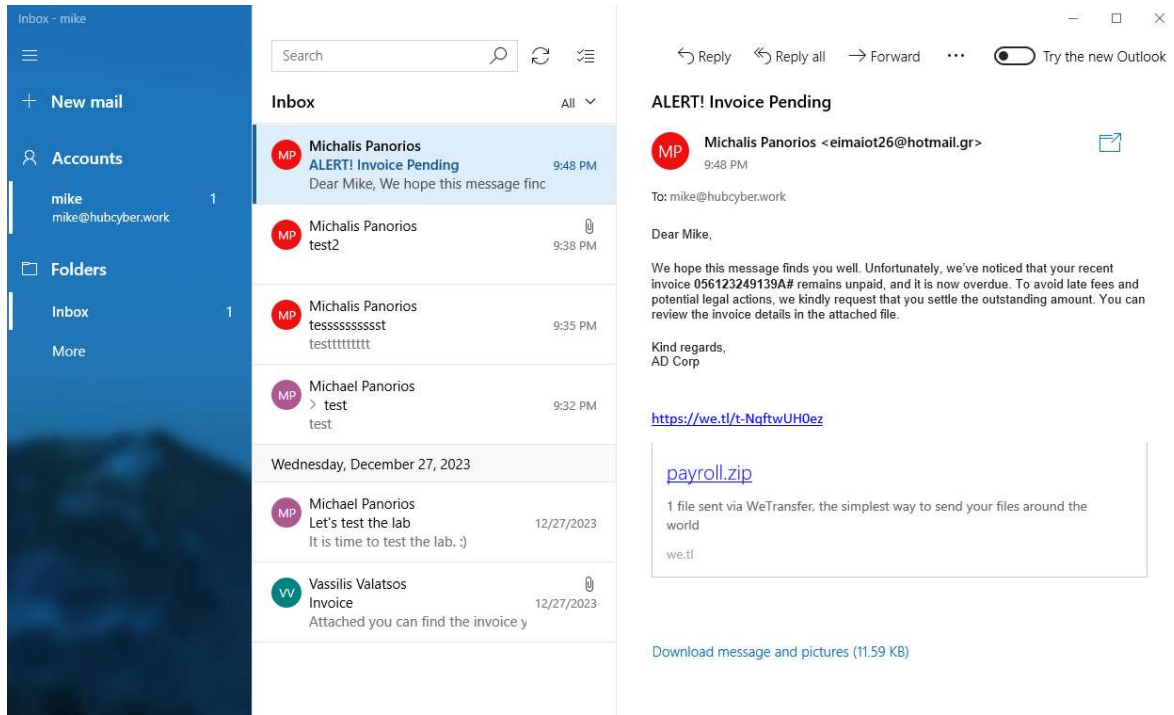 Inbox - mike
New mail
Accounts
mike 1
mike@hubcyber.work
Folders
Inbox 1
More
Search
Inbox All
MP Michalis Panorios
ALERT! Invoice Pending 9:48 PM
Dear Mike, We hope this message finc
MP Michalis Panorios
test2 9:38 PM
MP Michalis Panorios
tesssssssssst 9:35 PM
testttttttt
MP Michael Panorios
> test 9:32 PM
test
Wednesday, December 27, 2023
MP Michael Panorios
Let's test the lab 12/27/2023
It is time to test the lab. :)
VV Vassilis Valatsos
Invoice 12/27/2023
Attached you can find the invoice y
Reply Reply all Forward ... Try the new Outlook
ALERT! Invoice Pending
MP Michalis Panorios <eimaiot26@hotmail.gr>
9:48 PM
To: mike@hubcyber.work
Dear Mike,
We hope this message finds you well. Unfortunately, we've noticed that your recent
invoice 056123249139A# remains unpaid, and it is now overdue. To avoid late fees and
potential legal actions, we kindly request that you settle the outstanding amount. You can
review the invoice details in the attached file.
Kind regards,
AD Corp
https://we.tl/t-NqftwUH0ez
payroll.zip
1 file sent via WeTransfer, the simplest way to send your files around the
world
we.tl
Download message and pictures (11.59 KB)